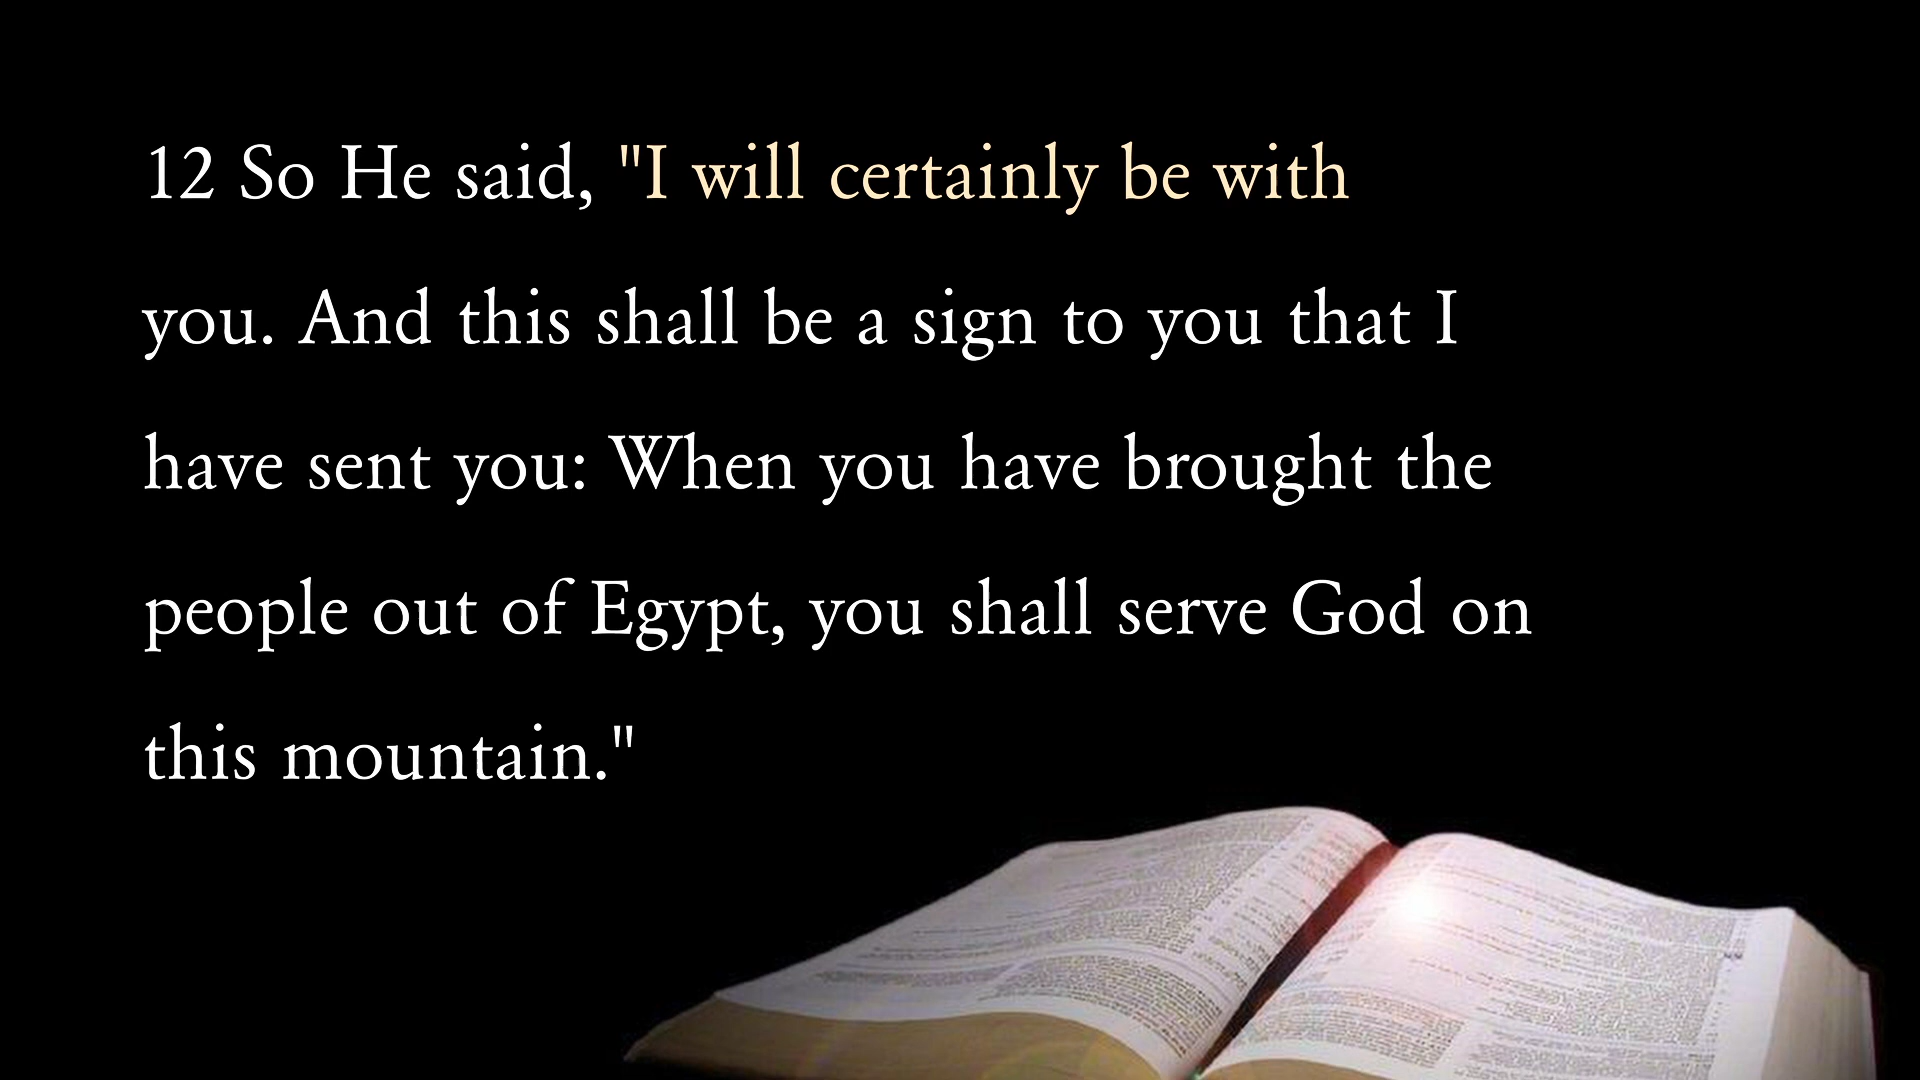 12 So He said, "I will certainly be with
you. And this shall be a sign to you that I
have sent you: When you have brought the
people out of Egypt, you shall serve God on
this mountain."